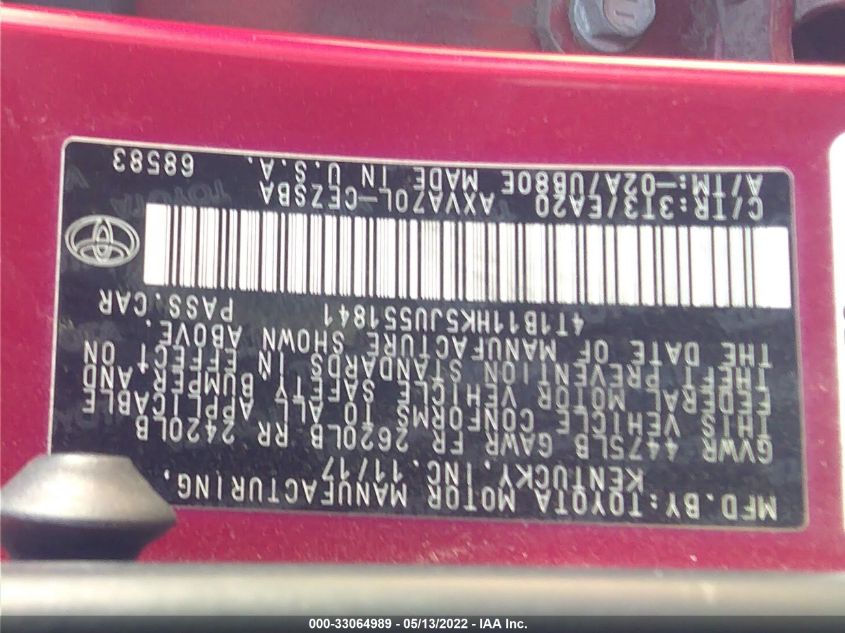 MFD.BY:TOYOTA MOTOR MANUFACTURING,
KENTUCKY,INC.11/17
GVWR 4475LB GAWR FR 2620LB RR 2420LB
THIS VEHICLE CONFORMS TO ALL APPLICABLE
FEDERAL MOTOR VEHICLE SAFETY, BUMPER, AND
THEFT PREVENTION STANDARDS IN EFFECT ON
THE DATE OF MANUFACTURE SHOWN ABOVE.
4T1B11HK5JU551841 PASS.CAR
C/TR:3T3/EA20 AXVA70L-CEZSBA
A/TM:-02A/UB80E MADE IN U.S.A. 68583
000-33064989 — 05/13/2022 — IAA Inc.